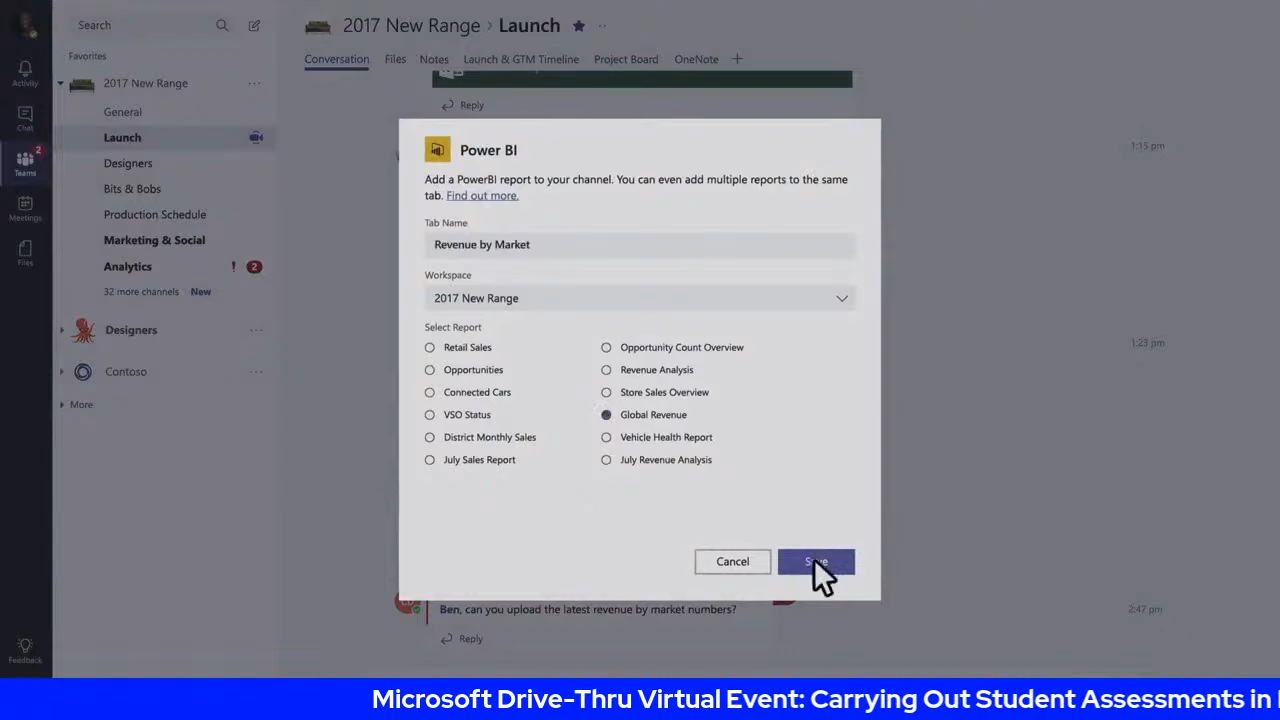 Search
2017 New Range > Launch
Favorites
Conversation Files Notes Launch & GTM Timeline Project Board OneNote +
Activity
2017 New Range
Reply
General
Chat
Launch
1:15 pm
2
Teams
Designers
Bits & Bobs
Meetings
Production Schedule
Marketing & Social
Files
Analytics ! 2
32 more channels New
Designers
Contoso
More
Power BI
Add a PowerBI report to your channel. You can even add multiple reports to the same
tab. Find out more.
Tab Name
Revenue by Market
Workspace
2017 New Range
Select Report
Retail Sales Opportunity Count Overview
Opportunities Revenue Analysis
Connected Cars Store Sales Overview
VSO Status Global Revenue
District Monthly Sales Vehicle Health Report
July Sales Report July Revenue Analysis
1:23 pm
Cancel
Ben, can you upload the latest revenue by market numbers?
2:47 pm
Reply
Feedback
Microsoft Drive-Thru Virtual Event: Carrying Out Student Assessments in